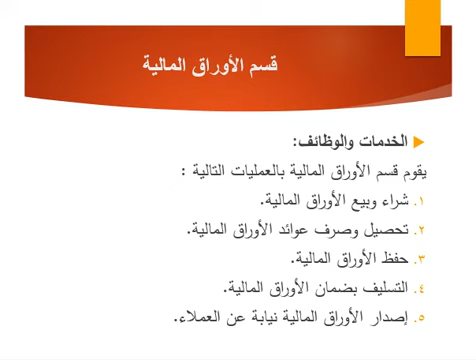 قسم الأوراق المالية
الخدمات والوظائف:
يقوم قسم الأوراق المالية بالعمليات التالية :
١. شراء وبيع الأوراق المالية.
٢. تحصيل وصرف عوائد الأوراق المالية.
٣. حفظ الأوراق المالية.
٤. التسليف بضمان الأوراق المالية.
٥. إصدار الأوراق المالية نيابة عن العملاء.